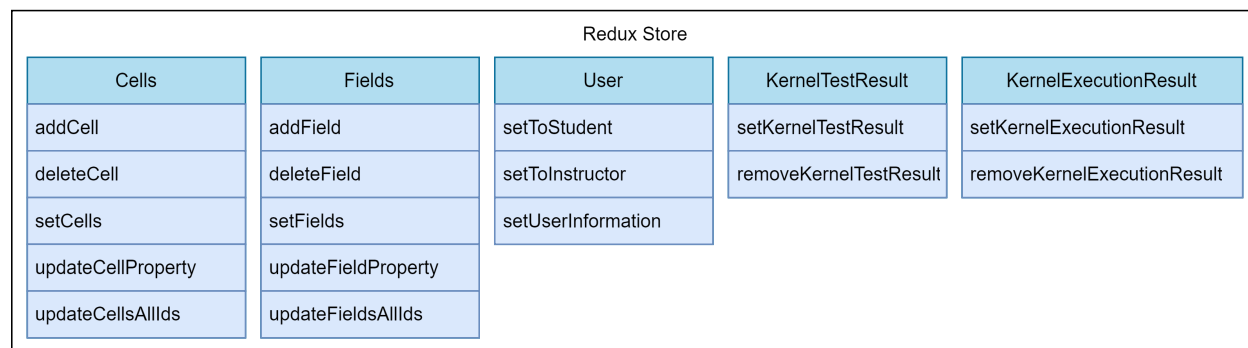 Redux Store
Cells
addCell
deleteCell
setCells
updateCellProperty
updateCellsAllIds
Fields
addField
deleteField
setFields
updateFieldProperty
updateFieldsAllIds
User
setToStudent
setToInstructor
setUserInformation
KernelTestResult
setKernelTestResult
removeKernelTestResult
KernelExecutionResult
setKernelExecutionResult
removeKernelExecutionResult